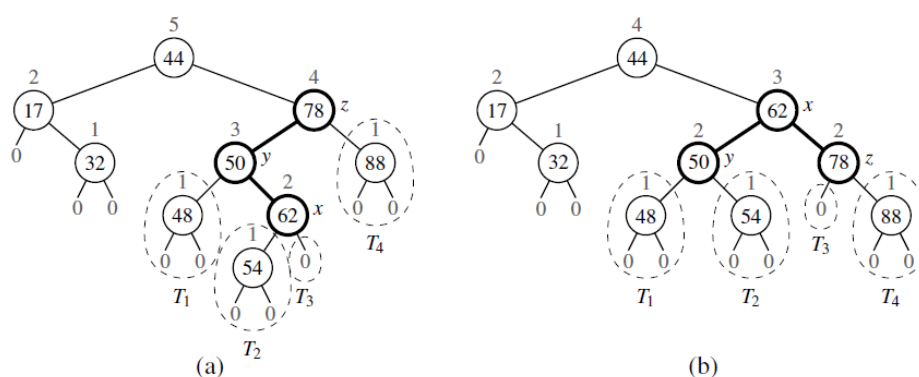 5 4
44 44
2 4 2 3
17 78 z 17 62 x
1 3 1 1 2 2
0 32 50 y 88 0 32 50 y 78 z
0 0 1 2 0 0 0 0 1 1 0 1
48 62 x T4 48 54 T3 88
0 0 1 0 0 0 0 0 0 0
54 T3
T1 0 0 T1 T2 T4
T2
(a) (b)